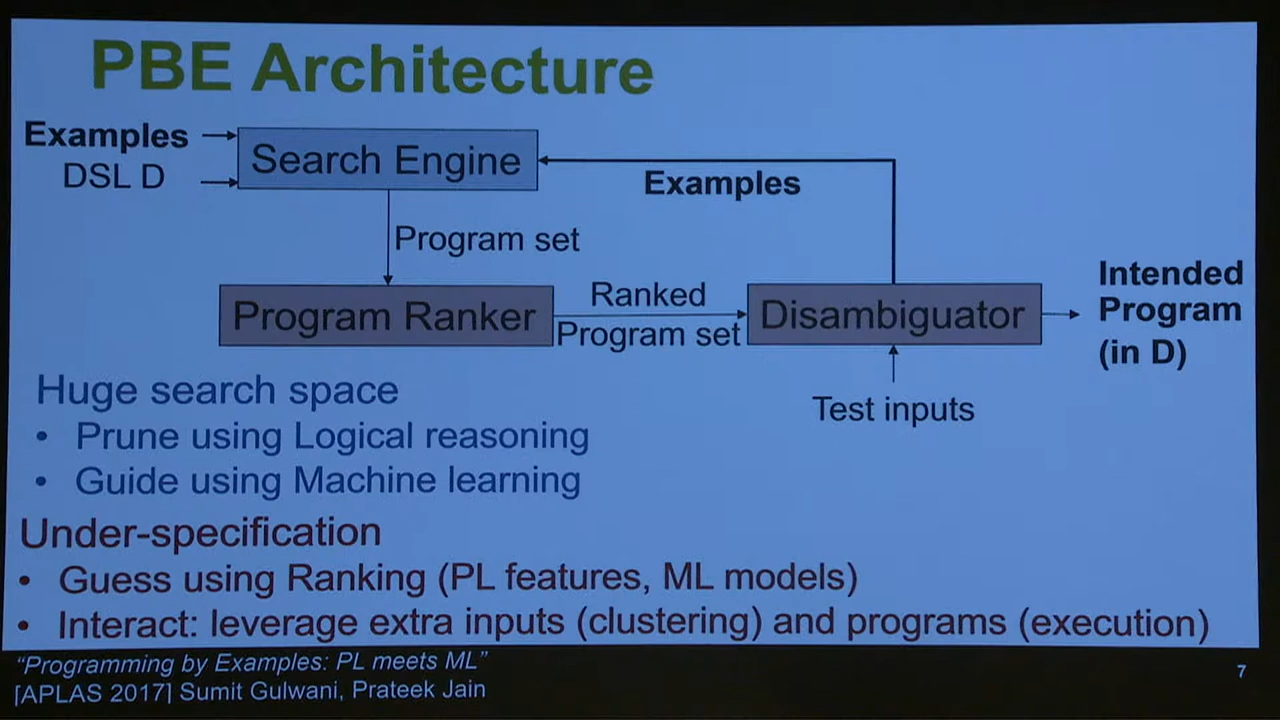 PBE Architecture
Examples
DSL D
Search Engine
Examples
Program set
Program Ranker
Ranked
Program set
Disambiguator
Intended
Program
(in D)
Test inputs
Huge search space
• Prune using Logical reasoning
• Guide using Machine learning
Under-specification
• Guess using Ranking (PL features, ML models)
• Interact: leverage extra inputs (clustering) and programs (execution)
“Programming by Examples: PL meets ML”
[APLAS 2017] Sumit Gulwani, Prateek Jain
7